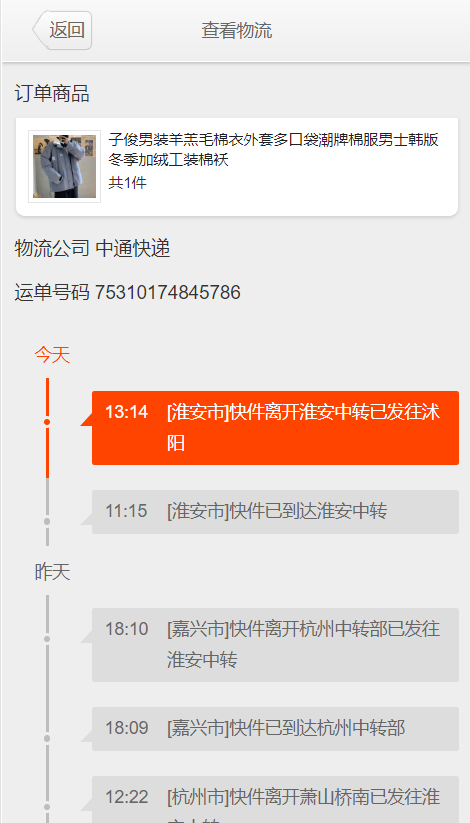 返回
查看物流
订单商品
子俊男装羊羔毛棉衣外套多口袋潮牌棉服男士韩版
冬季加绒工装棉袄
共1件
物流公司 中通快递
运单号码 75310174845786
今天
13:14 [淮安市]快件离开淮安中转已发往沭
阳
11:15 [淮安市]快件已到达淮安中转
昨天
18:10 [嘉兴市]快件离开杭州中转部已发往
淮安中转
18:09 [嘉兴市]快件已到达杭州中转部
12:22 [杭州市]快件离开萧山桥南已发往淮